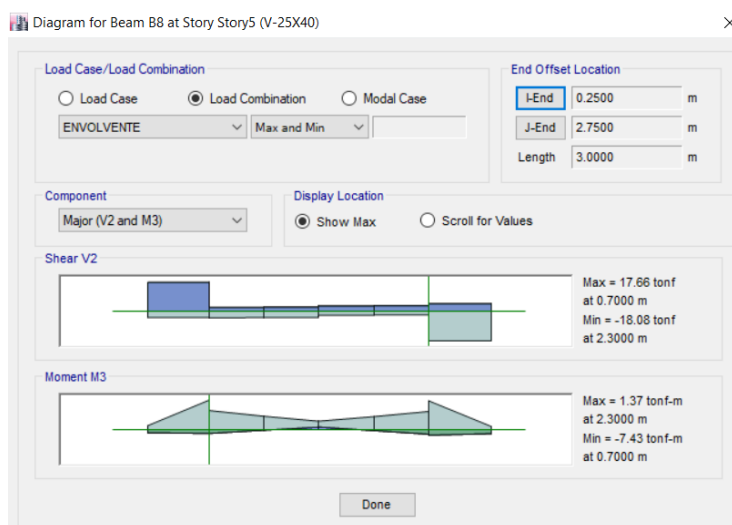 Diagram for Beam B8 at Story Story5 (V-25X40)
Load Case/Load Combination
Load Case
Load Combination
Modal Case
ENVOLVENTE
Max and Min
End Offset Location
I-End 0.2500 m
J-End 2.7500 m
Length 3.0000 m
Component
Major (V2 and M3)
Display Location
Show Max
Scroll for Values
Shear V2
Max = 17.66 tonf
at 0.7000 m
Min = -18.08 tonf
at 2.3000 m
Moment M3
Max = 1.37 tonf-m
at 2.3000 m
Min = -7.43 tonf-m
at 0.7000 m
Done